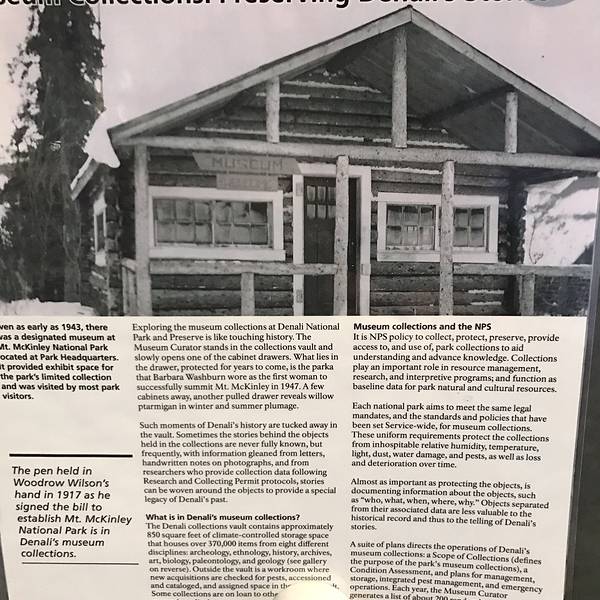 Museum Collections: Preserving Denali's Stories
MUSEUM
ven as early as 1943, there
was a designated museum at
Mt. McKinley National Park
ocated at Park Headquarters.
It provided exhibit space for
the park's limited collection
and was visited by most park
visitors.
The pen held in
Woodrow Wilson's
hand in 1917 as he
signed the bill to
establish Mt. McKinley
National Park is in
Denali's museum
collections.
Exploring the museum collections at Denali National
Park and Preserve is like touching history. The
Museum Curator stands in the collections vault and
slowly opens one of the cabinet drawers. What lies in
the drawer, protected for years to come, is the parka
that Barbara Washburn wore as the first woman to
successfully summit Mt. McKinley in 1947. A few
cabinets away, another pulled drawer reveals willow
ptarmigan in winter and summer plumage.
Such moments of Denali's history are tucked away in
the vault. Sometimes the stories behind the objects
held in the collections are never fully known, but
frequently, with information gleaned from letters,
handwritten notes on photographs, and from
researchers who provide collection data following
Research and Collecting Permit protocols, stories
can be woven around the objects to provide a special
legacy of Denali's past.
What is in Denali's museum collections?
The Denali collections vault contains approximately
850 square feet of climate-controlled storage space
that houses over 370,000 items from eight different
disciplines: archeology, ethnology, history, archives,
art, biology, paleontology, and geology (see gallery
on reverse). Outside the vault is a workroom where
new acquisitions are checked for pests, accessioned
and cataloged, and assigned space in the
Some collections are on loan to othe
Museum collections and the NPS
It is NPS policy to collect, protect, preserve, provide
access to, and use of, park collections to aid
understanding and advance knowledge. Collections
play an important role in resource management,
research, and interpretive programs; and function as
baseline data for park natural and cultural resources.
Each national park aims to meet the same legal
mandates, and the standards and policies that have
been set Service-wide, for museum collections.
These uniform requirements protect the collections
from inhospitable relative humidity, temperature,
light, dust, water damage, and pests, as well as loss
and deterioration over time.
Almost as important as protecting the objects, is
documenting information about the objects, such
as "who, what, when, where, why." Objects separated
from their associated data are less valuable to the
historical record and thus to the telling of Denali's
stories.
A suite of plans directs the operations of Denali's
museum collections: a Scope of Collections (defines
the purpose of the park's museum collections), a
Condition Assessment, and plans for management,
storage, integrated pest management, and emergency
operations. Each year, the Museum Curator
generates a list of about 200